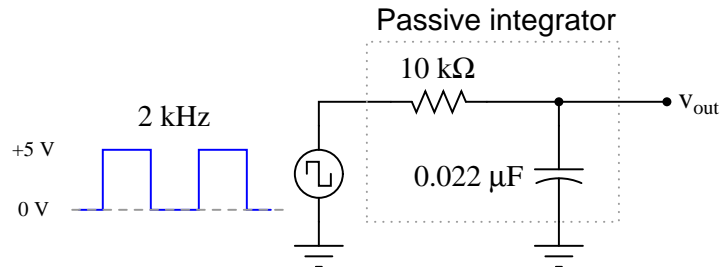 Passive integrator
10 kΩ
2 kHz
v_out
+5 V
0.022 μF
0 V